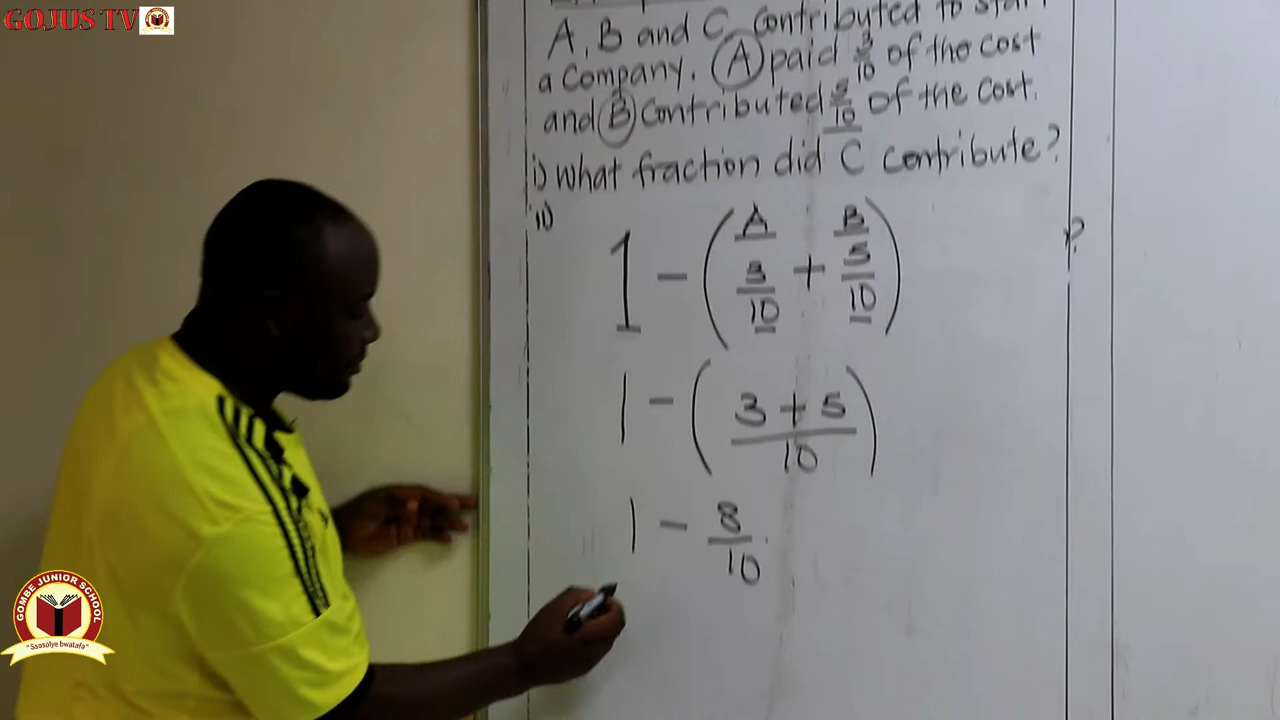 GOJUS TV
A, B and C contributed to start
a Company. A paid 3/10 of the cost
and B Contributed 5/10 of the cost.
i) What fraction did C contribute?
ii) ?
A B
1 - (3/10 + 5/10)
1 - (3 + 5 / 10)
1 - 8/10
GOMBE JUNIOR SCHOOL
"Ssosolye bwatafa"